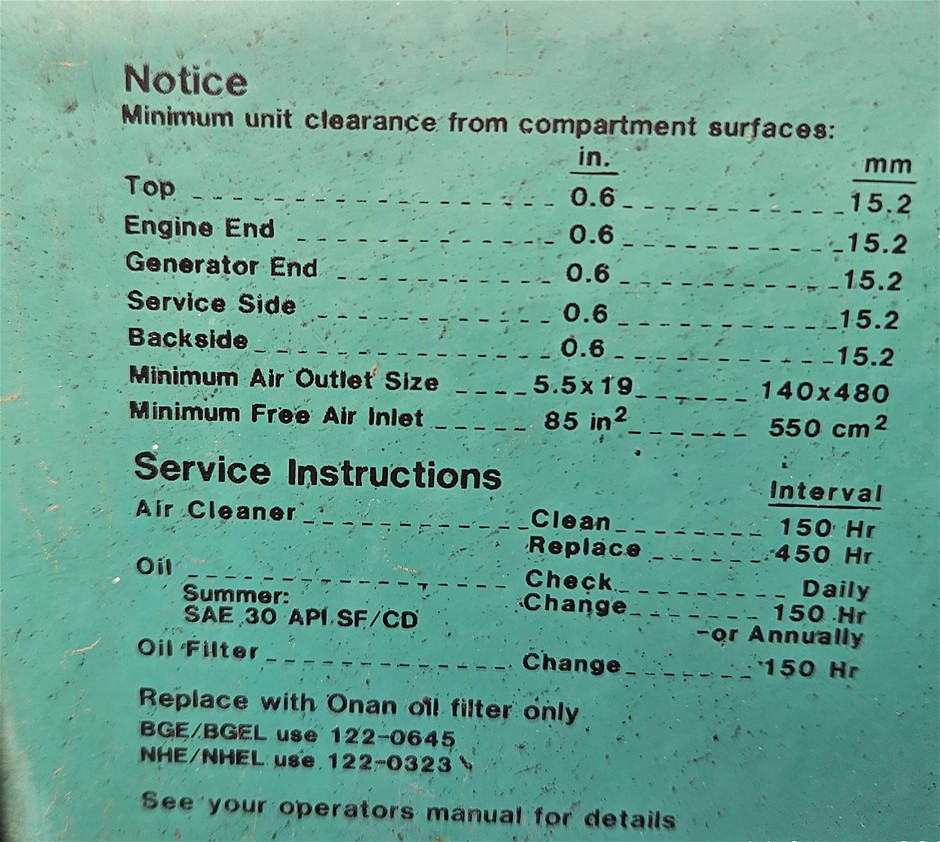 Notice
Minimum unit clearance from compartment surfaces:
in. mm
Top 0.6 15.2
Engine End 0.6 15.2
Generator End 0.6 15.2
Service Side 0.6 15.2
Backside 0.6 15.2
Minimum Air Outlet Size 5.5x19 140x480
Minimum Free Air Inlet 85 in² 550 cm²
Service Instructions
Interval
Air Cleaner Clean 150 Hr
Replace 450 Hr
Oil Check Daily
Summer: Change 150 Hr
SAE 30 API SF/CD -or Annually
Oil Filter Change 150 Hr
Replace with Onan oil filter only
BGE/BGEL use 122-0645
NHE/NHEL use 122-0323
See your operators manual for details